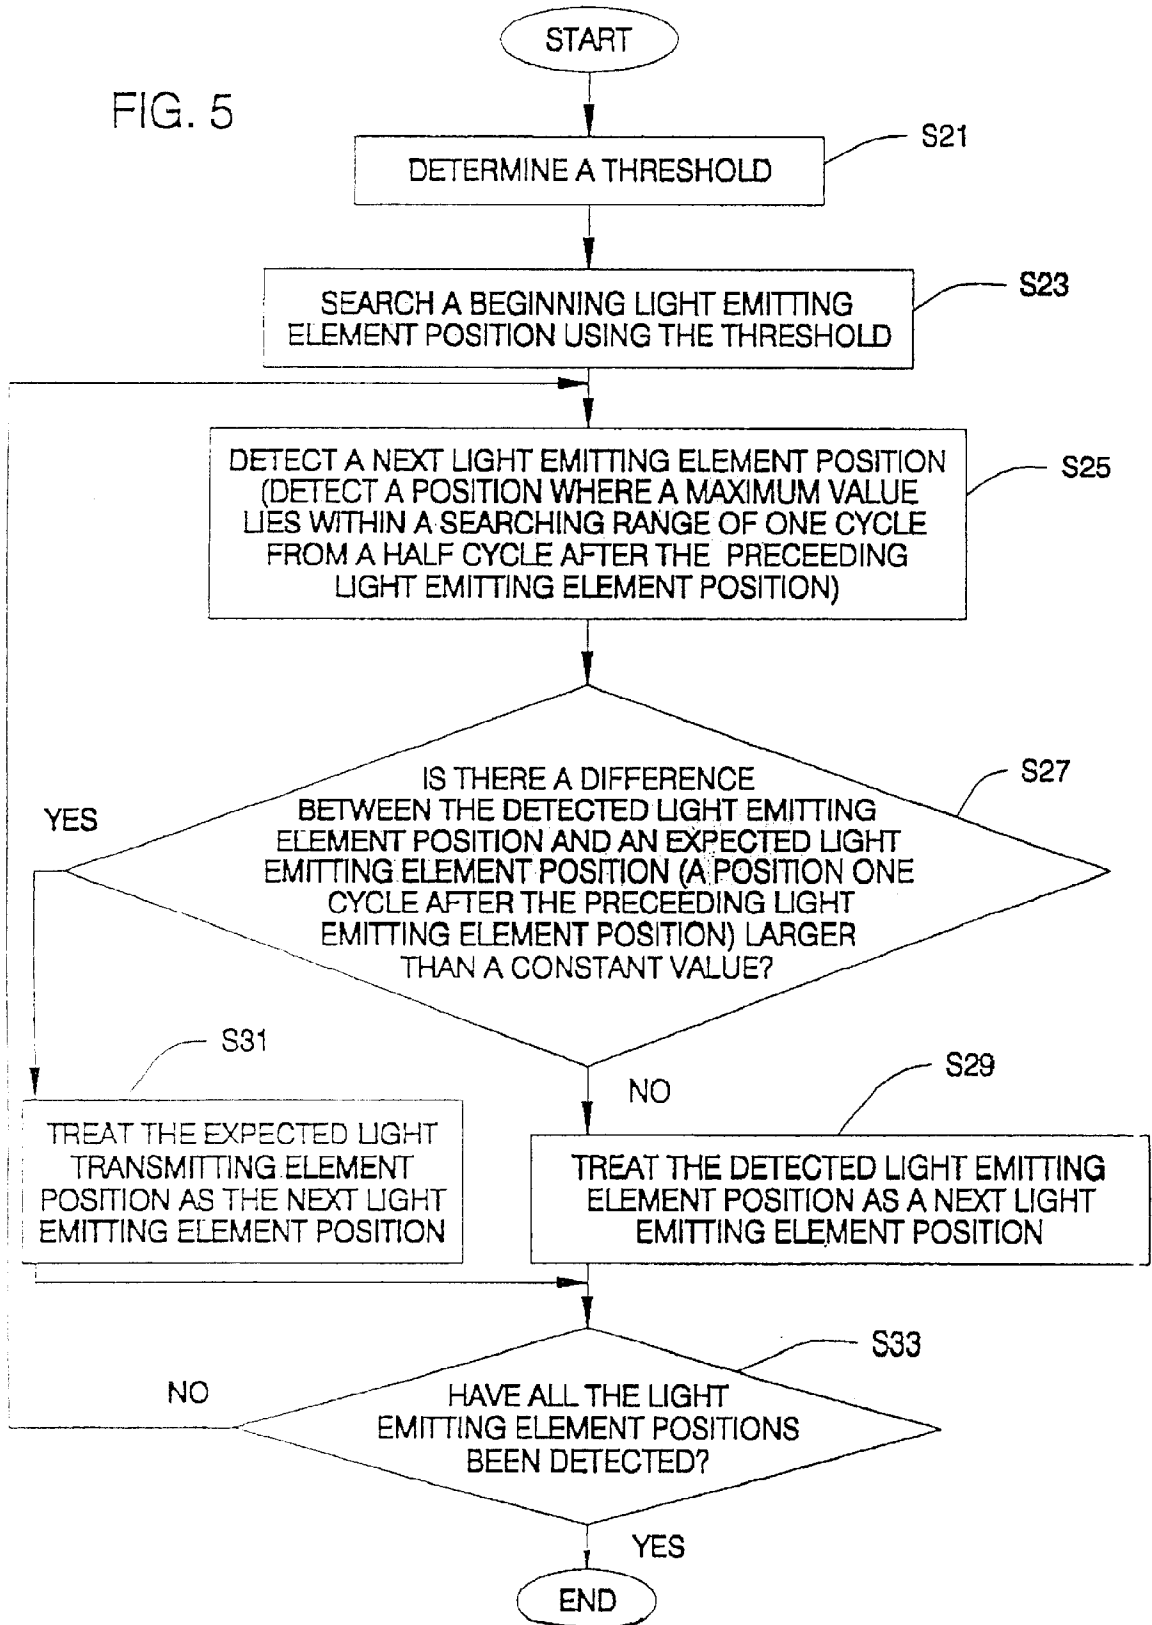 START
FIG. 5
S21
DETERMINE A THRESHOLD
S23
SEARCH A BEGINNING LIGHT EMITTING
ELEMENT POSITION USING THE THRESHOLD
DETECT A NEXT LIGHT EMITTING ELEMENT POSITION
(DETECT A POSITION WHERE A MAXIMUM VALUE
LIES WITHIN A SEARCHING RANGE OF ONE CYCLE
FROM A HALF CYCLE AFTER THE PRECEEDING
LIGHT EMITTING ELEMENT POSITION)
S25
IS THERE A DIFFERENCE
BETWEEN THE DETECTED LIGHT EMITTING
ELEMENT POSITION AND AN EXPECTED LIGHT
EMITTING ELEMENT POSITION (A POSITION ONE
CYCLE AFTER THE PRECEEDING LIGHT
EMITTING ELEMENT POSITION) LARGER
THAN A CONSTANT VALUE?
S27
YES
NO
S31
TREAT THE EXPECTED LIGHT
TRANSMITTING ELEMENT
POSITION AS THE NEXT LIGHT
EMITTING ELEMENT POSITION
S29
TREAT THE DETECTED LIGHT EMITTING
ELEMENT POSITION AS A NEXT LIGHT
EMITTING ELEMENT POSITION
S33
NO
HAVE ALL THE LIGHT
EMITTING ELEMENT POSITIONS
BEEN DETECTED?
YES
END